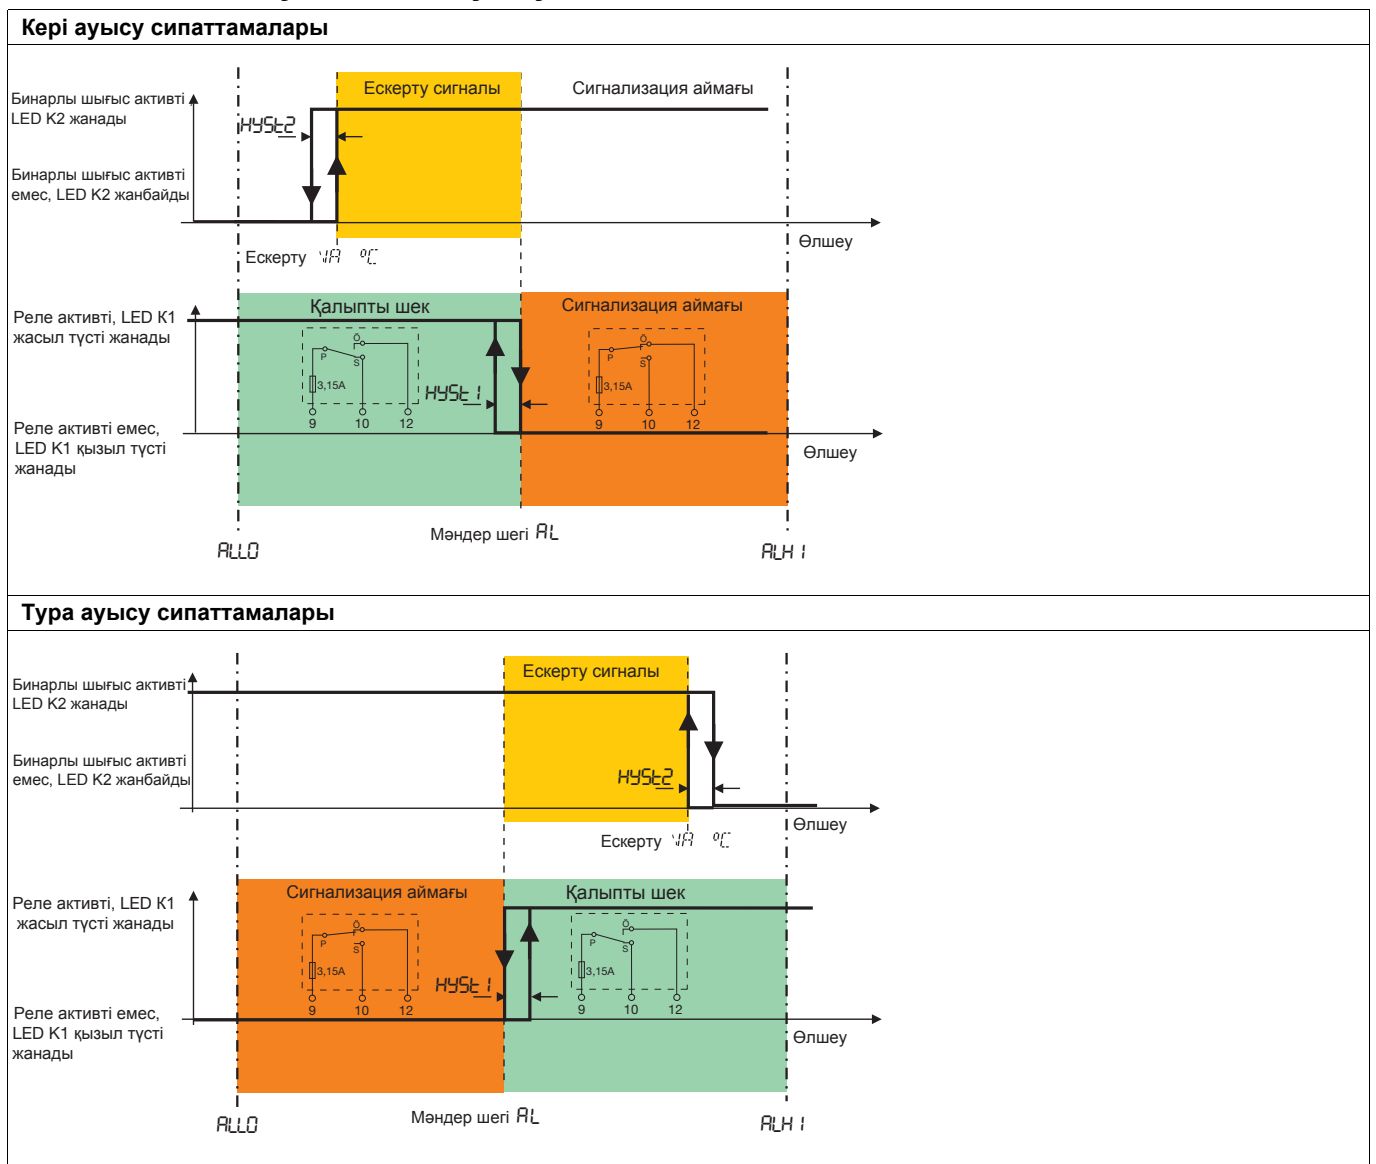 Кері ауысу сипаттамалары
Ескерту сигналы
Сигнализация аймағы
Бинарлы шығыс активті
LED K2 жанады
HYSt2
Бинарлы шығыс активті
емес, LED K2 жанбайды
Өлшеу
Ескерту VA °C
Қалыпты шек
Сигнализация аймағы
Реле активті, LED К1
жасыл түсті жанады
Ö
P
S
3,15A
9 10 12
HYSt1
Ö
P
S
3,15A
9 10 12
Реле активті емес,
LED K1 қызыл түсті
жанады
Өлшеу
Мәндер шегі AL
ALLO
ALHI
Тура ауысу сипаттамалары
Ескерту сигналы
Бинарлы шығыс активті
LED K2 жанады
Бинарлы шығыс активті
емес, LED K2 жанбайды
HYSt2
Өлшеу
Ескерту VA °C
Сигнализация аймағы
Қалыпты шек
Реле активті, LED К1
жасыл түсті жанады
Ö
P
S
3,15A
9 10 12
HYSt1
Ö
P
S
3,15A
9 10 12
Реле активті емес,
LED K1 қызыл түсті
жанады
Өлшеу
Мәндер шегі AL
ALLO
ALHI